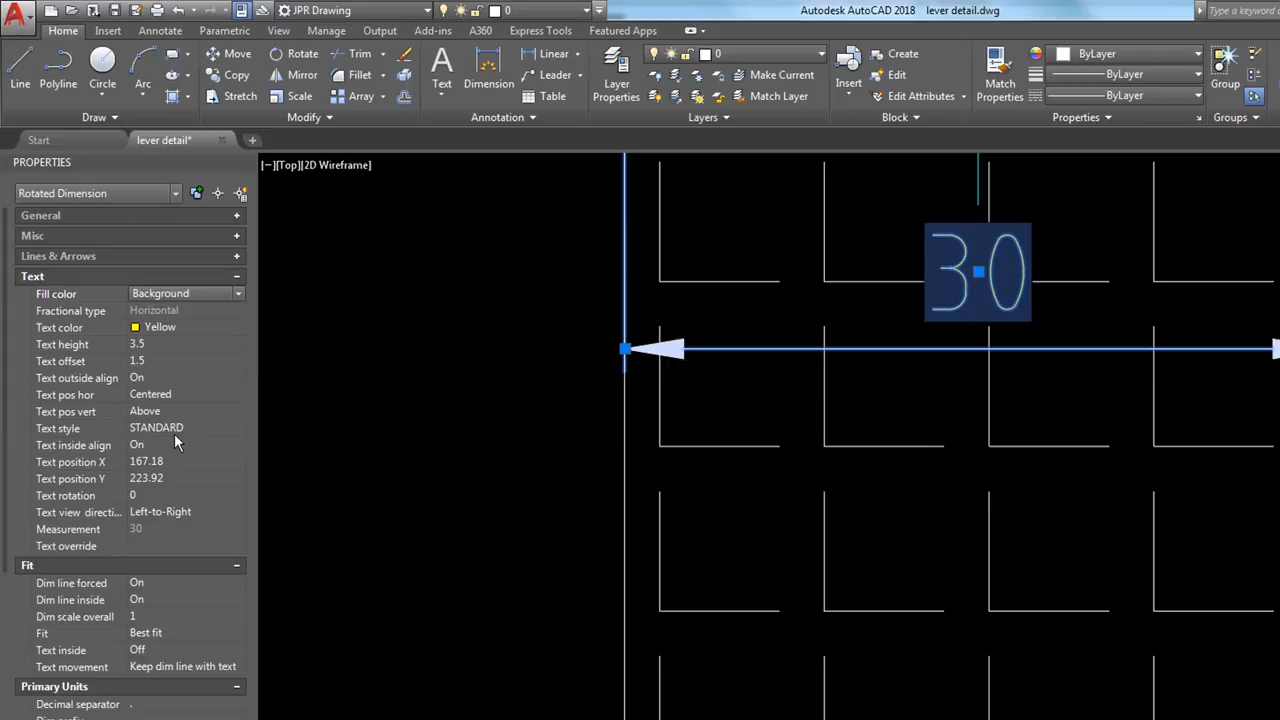 JPR Drawing 0 Autodesk AutoCAD 2018 lever detail.dwg Type a keyword
Home Insert Annotate Parametric View Manage Output Add-ins A360 Express Tools Featured Apps
Line Polyline Circle Arc
Move Rotate Trim
Copy Mirror Fillet
Stretch Scale Array
Text Dimension
Linear
Leader
Table
Layer Properties
0
Make Current
Match Layer
Insert
Create
Edit
Edit Attributes
Match Properties
ByLayer
ByLayer
ByLayer
Group
Draw Modify Annotation Layers Block Properties Groups
Start lever detail*
PROPERTIES
[−][Top][2D Wireframe]
Rotated Dimension
General +
Misc +
Lines & Arrows +
Text −
Fill color Background
Fractional type Horizontal
Text color Yellow
Text height 3.5
Text offset 1.5
Text outside align On
Text pos hor Centered
Text pos vert Above
Text style STANDARD
Text inside align On
Text position X 167.18
Text position Y 223.92
Text rotation 0
Text view directi... Left-to-Right
Measurement 30
Text override
Fit −
Dim line forced On
Dim line inside On
Dim scale overall 1
Fit Best fit
Text inside Off
Text movement Keep dim line with text
Primary Units −
Decimal separator .
30